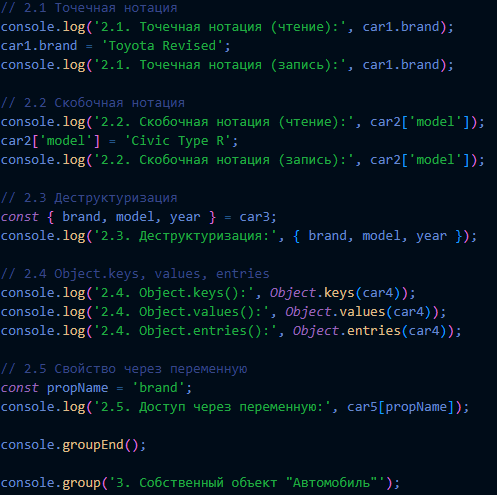 // 2.1 Точечная нотация
console.log('2.1. Точечная нотация (чтение):', car1.brand);
car1.brand = 'Toyota Revised';
console.log('2.1. Точечная нотация (запись):', car1.brand);
// 2.2 Скобочная нотация
console.log('2.2. Скобочная нотация (чтение):', car2['model']);
car2['model'] = 'Civic Type R';
console.log('2.2. Скобочная нотация (запись):', car2['model']);
// 2.3 Деструктуризация
const { brand, model, year } = car3;
console.log('2.3. Деструктуризация:', { brand, model, year });
// 2.4 Object.keys, values, entries
console.log('2.4. Object.keys():', Object.keys(car4));
console.log('2.4. Object.values():', Object.values(car4));
console.log('2.4. Object.entries():', Object.entries(car4));
// 2.5 Свойство через переменную
const propName = 'brand';
console.log('2.5. Доступ через переменную:', car5[propName]);
console.groupEnd();
console.group('3. Собственный объект "Автомобиль"');